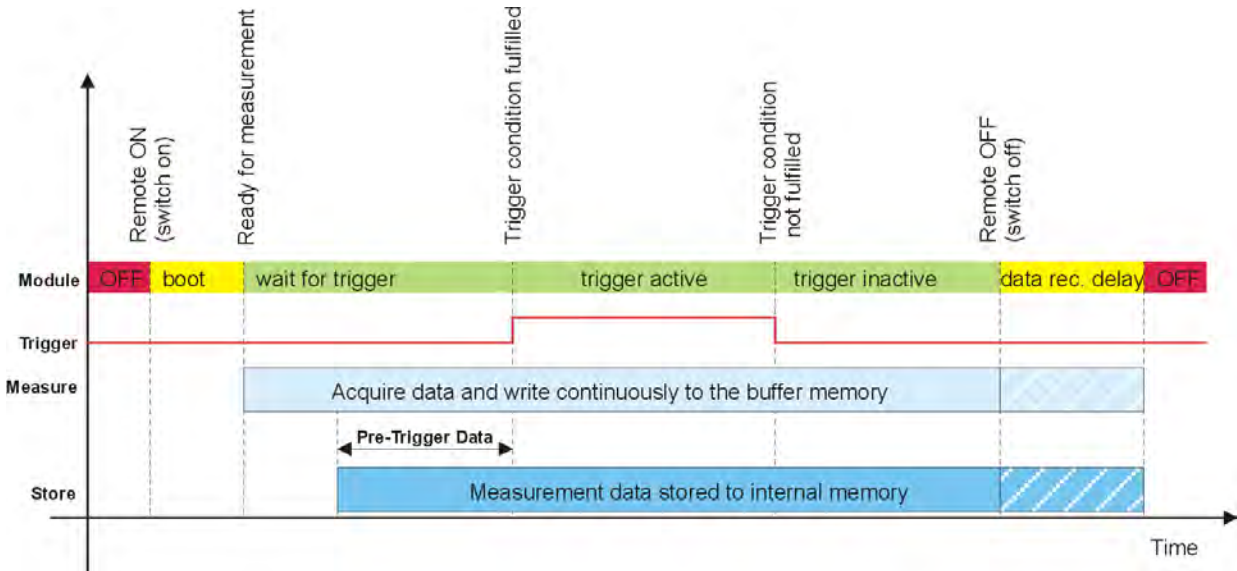 Remote ON
(switch on)
Ready for measurement
Trigger condition fulfilled
Trigger condition
not fulfilled
Remote OFF
(switch off)
Module
OFF
boot
wait for trigger
trigger active
trigger inactive
data rec. delay
OFF
Trigger
Measure
Acquire data and write continuously to the buffer memory
Pre-Trigger Data
Store
Measurement data stored to internal memory
Time